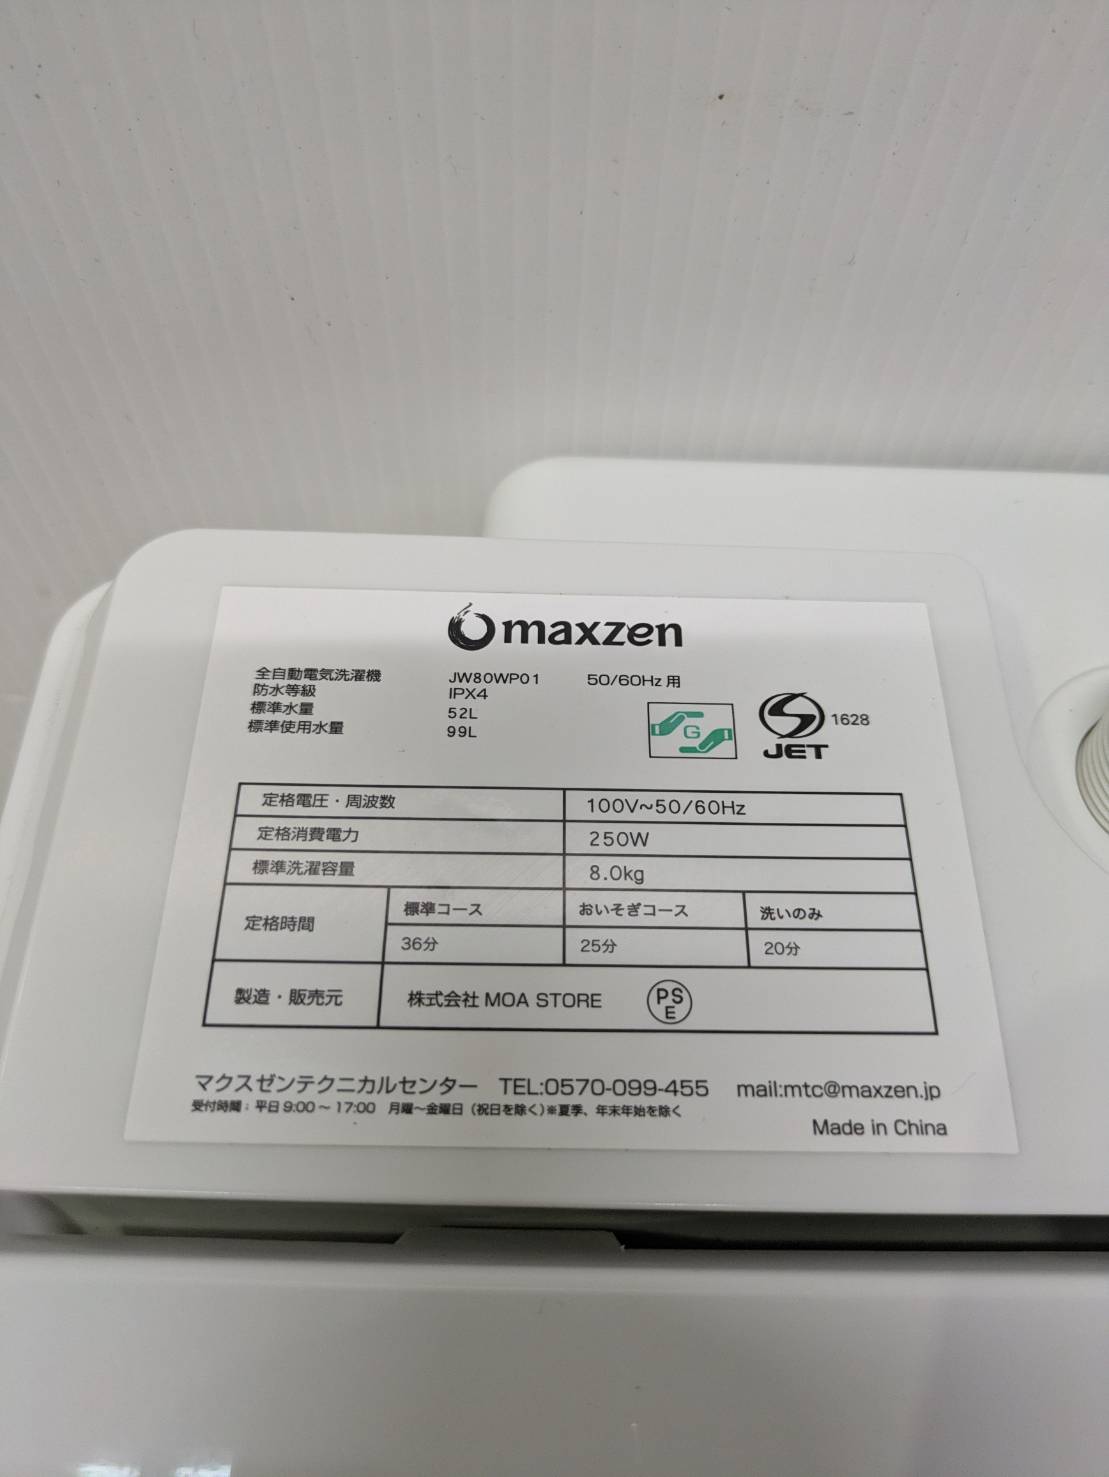 maxzen
全自動電気洗濯機 JW80WP01 50/60Hz 用
防水等級 IPX4
標準水量 52L
標準使用水量 99L
G
JET 1628
定格電圧・周波数 100V~50/60Hz
定格消費電力 250W
標準洗濯容量 8.0kg
定格時間 標準コース おいそぎコース 洗いのみ
36分 25分 20分
製造・販売元 株式会社 MOA STORE PSE
マクスゼンテクニカルセンター TEL:0570-099-455 mail:mtc@maxzen.jp
受付時間：平日 9:00 ～ 17:00 月曜～金曜日（祝日を除く）※夏季、年末年始を除く
Made in China